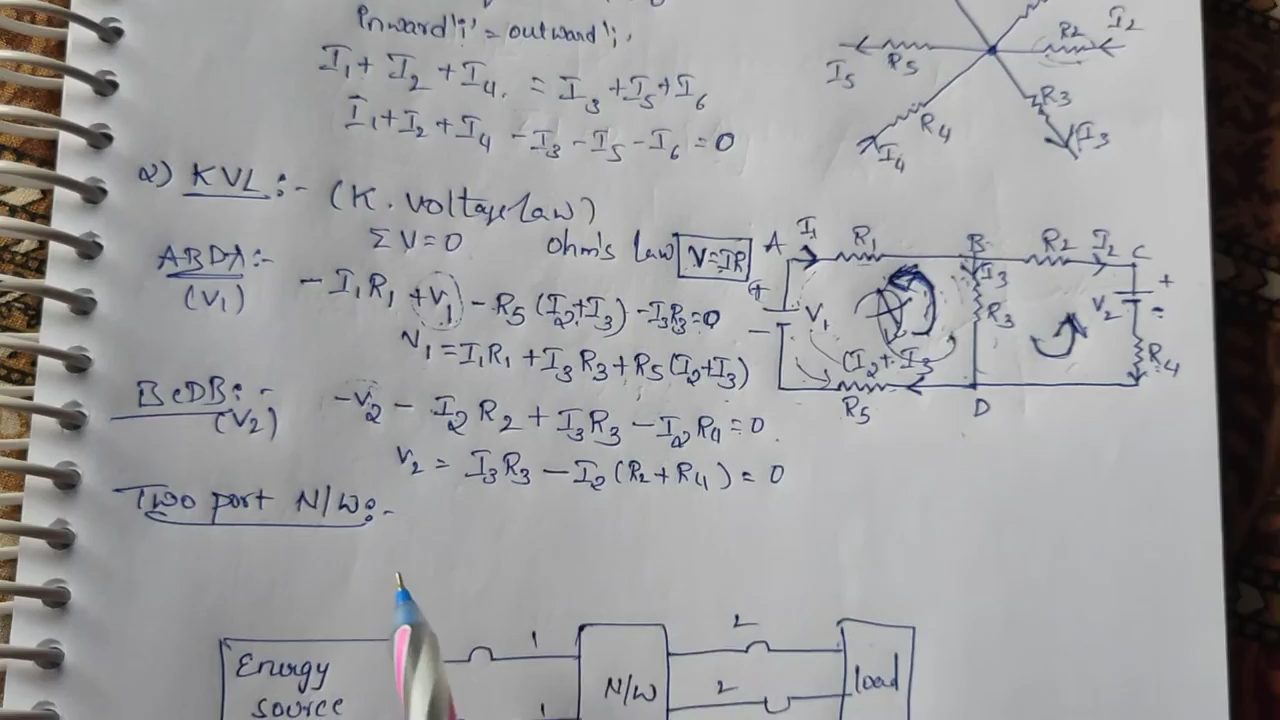 Inward 'i' = outward 'i',
I1 + I2 + I4. = I3 + I5 + I6
I1 + I2 + I4 - I3 - I5 - I6 = 0
I5
R5
R2
I2
R3
I3
R4
I4
2) KVL :- (K. voltage law)
Σ V = 0 ohm's law V = IR
ABDA :-
(V1)
- I1R1 + V1 - R5 (I2 + I3) - I3R3 = 0
V1 = I1R1 + I3R3 + R5 (I2 + I3)
BCDB :-
(V2)
- V2 - I2R2 + I3R3 - I2R4 = 0
V2 = I3R3 - I2 (R2 + R4) = 0
A I1 R1 B R2 I2 C
+ I3 +
- V1 R3 V2 -
(I2 + I3 R4
R5 D
Two port N/W :-
Energy
source
1
1
N/W
2
2
load